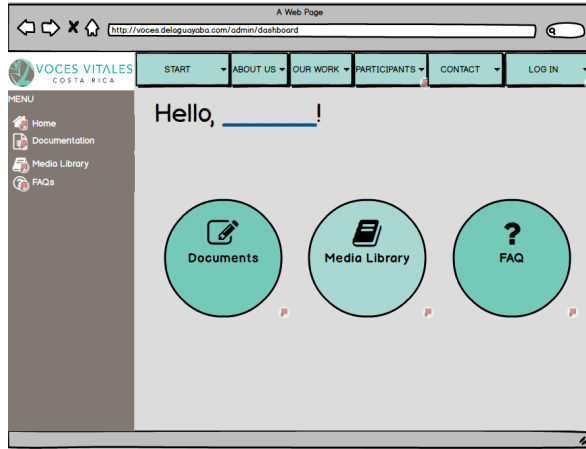 A Web Page
http://voces.delaguayaba.com/admin/dashboard
VOCES VITALES
COSTA RICA
START
ABOUT US
OUR WORK
PARTICIPANTS
CONTACT
LOG IN
MENU
Home
Documentation
Media Library
FAQs
Hello, ________!
Documents
Media Library
?
FAQ